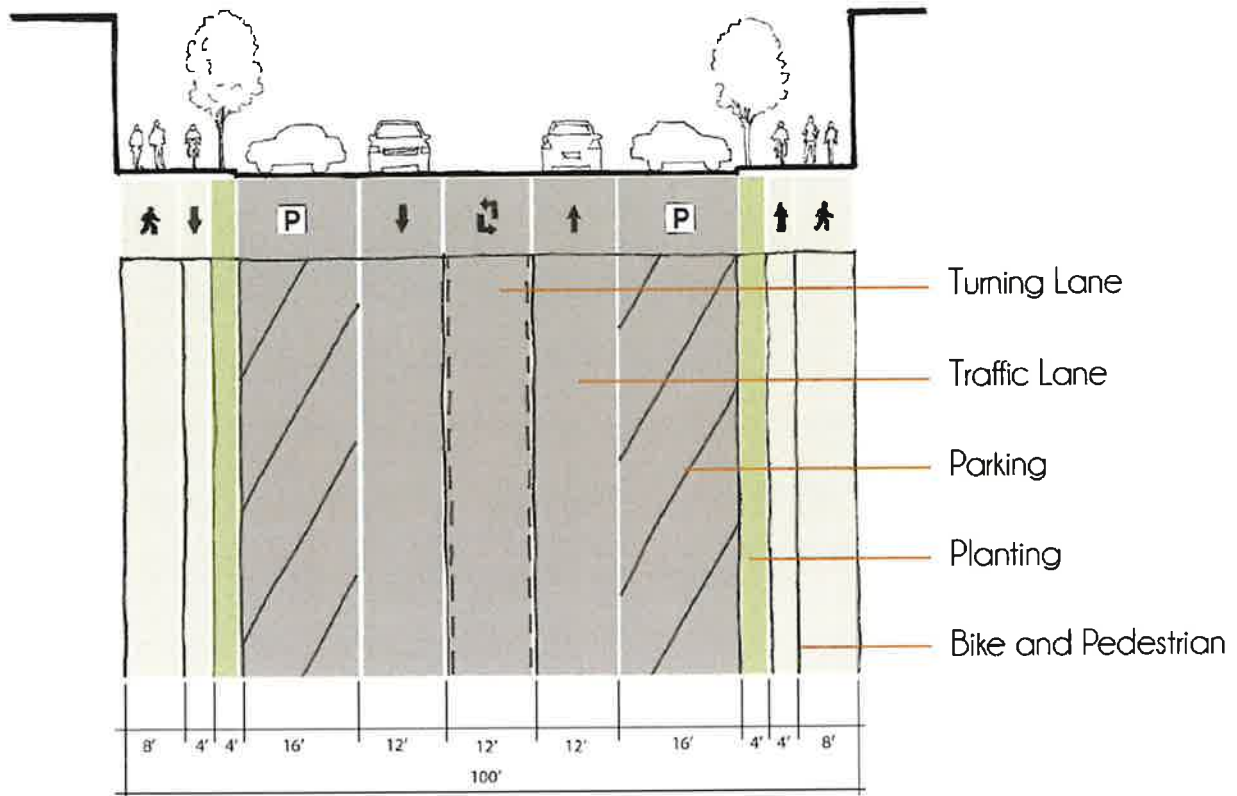 P
P
Turning Lane
Traffic Lane
Parking
Planting
Bike and Pedestrian
8' 4' 4' 16' 12' 12' 12' 16' 4' 4' 8'
100'